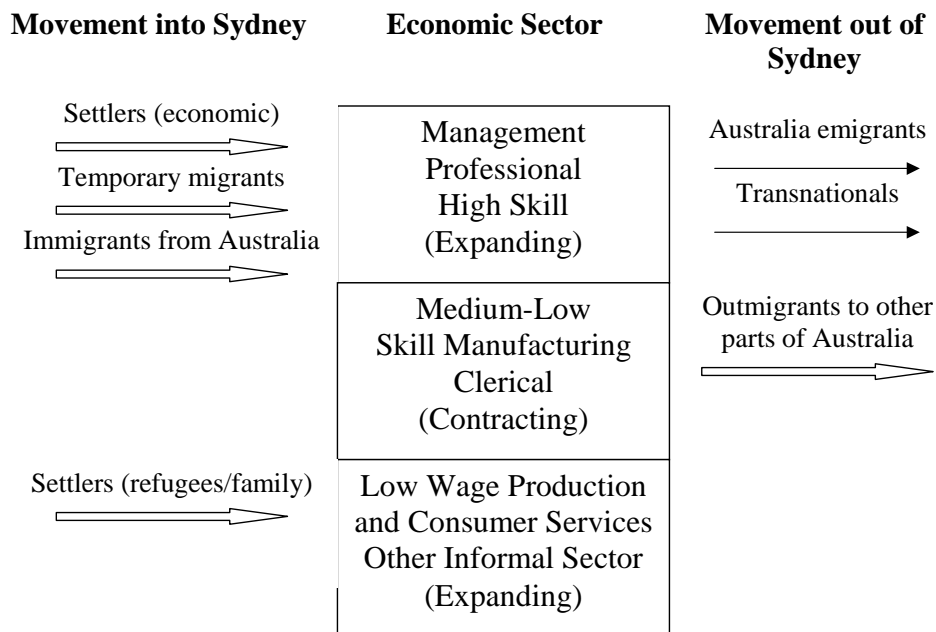 Movement into Sydney
Economic Sector
Movement out of
Sydney
Settlers (economic)
Temporary migrants
Immigrants from Australia
Management
Professional
High Skill
(Expanding)
Australia emigrants
Transnationals
Medium-Low
Skill Manufacturing
Clerical
(Contracting)
Outmigrants to other
parts of Australia
Settlers (refugees/family)
Low Wage Production
and Consumer Services
Other Informal Sector
(Expanding)